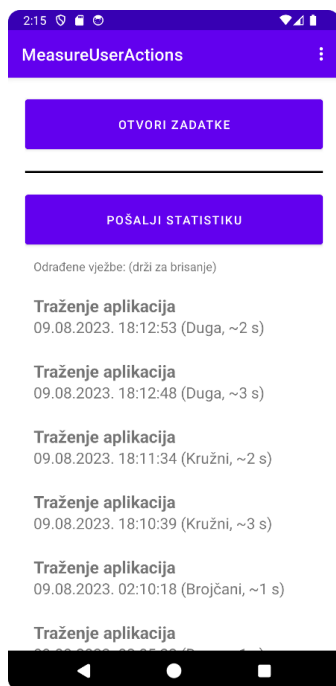 2:15
MeasureUserActions
OTVORI ZADATKE
POŠALJI STATISTIKU
Odrađene vježbe: (drži za brisanje)
Traženje aplikacija
09.08.2023. 18:12:53 (Duga, ~2 s)
Traženje aplikacija
09.08.2023. 18:12:48 (Duga, ~3 s)
Traženje aplikacija
09.08.2023. 18:11:34 (Kružni, ~2 s)
Traženje aplikacija
09.08.2023. 18:10:39 (Kružni, ~3 s)
Traženje aplikacija
09.08.2023. 02:10:18 (Brojčani, ~1 s)
Traženje aplikacija